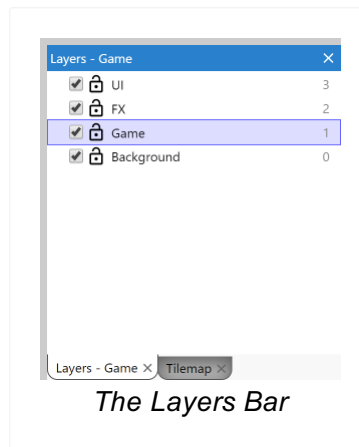 Layers - Game
UI 3
FX 2
Game 1
Background 0
Layers - Game Tilemap
The Layers Bar